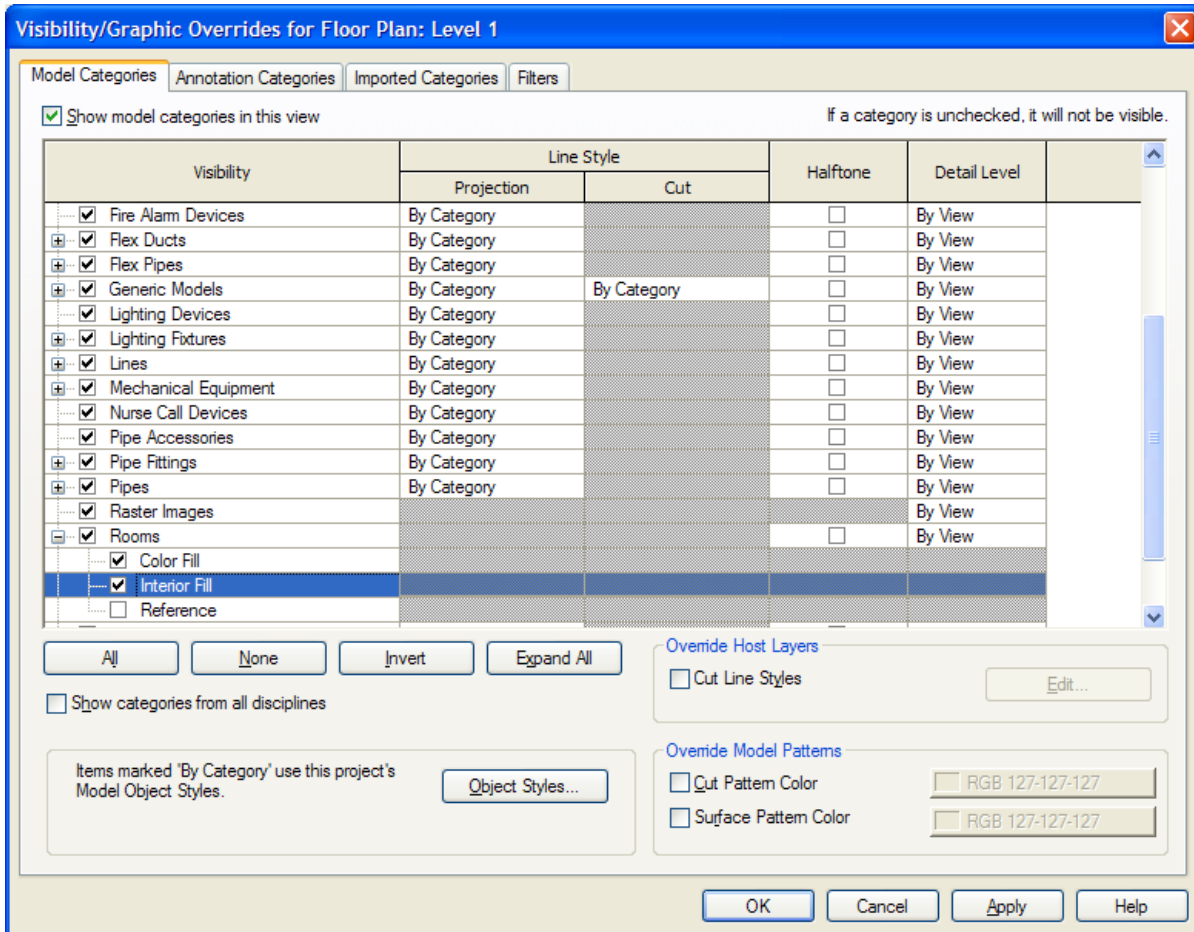 Visibility/Graphic Overrides for Floor Plan: Level 1
Model Categories Annotation Categories Imported Categories Filters
Show model categories in this view If a category is unchecked, it will not be visible.
Visibility Line Style Halftone Detail Level
Projection Cut
Fire Alarm Devices By Category By View
Flex Ducts By Category By View
Flex Pipes By Category By View
Generic Models By Category By Category By View
Lighting Devices By Category By View
Lighting Fixtures By Category By View
Lines By Category By View
Mechanical Equipment By Category By View
Nurse Call Devices By Category By View
Pipe Accessories By Category By View
Pipe Fittings By Category By View
Pipes By Category By View
Raster Images By View
Rooms By View
Color Fill
Interior Fill
Reference
All None Invert Expand All
Override Host Layers
Cut Line Styles Edit...
Show categories from all disciplines
Override Model Patterns
Items marked 'By Category' use this project's
Model Object Styles.
Object Styles...
Cut Pattern Color RGB 127-127-127
Surface Pattern Color RGB 127-127-127
OK Cancel Apply Help